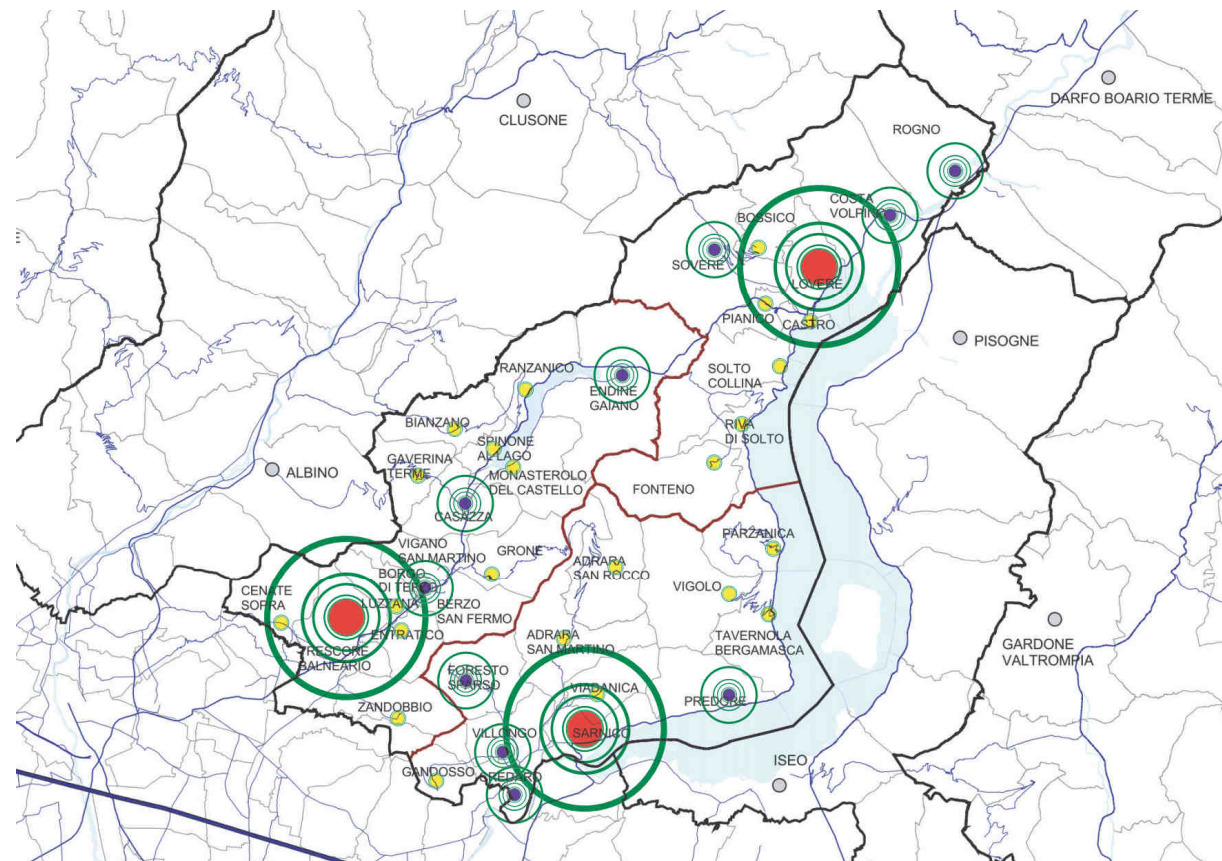 DARFO BOARIO TERME
CLUSONE
ROGNO
COSTA
VOLPINO
BOSSICO
E
SOVERE
LOVERE
PIANICO
CASTRO
PISOGNE
SOLTO
COLLINA
RANZANICO
ENDINE
GAIANO
BIANZANO
RIVA
DI SOLTO
SPINONE
AL LAGO
GAVERINA
TERME
ALBINO
MONASTEROLO
DEL CASTELLO
FONTENO
CASAZZA
PARZANICA
VIGANO
SAN MARTINO
GRONE
ADRARA
SAN ROCCO
BORGO
DI TERZO
VIGOLO
CENATE
SOPRA
LUZZANA
BERZO
SAN FERMO
GARDONE
VALTROMPIA
ENTRATICO
ADRARA
SAN MARTINO
TAVERNOLA
BERGAMASCA
RESCORE
BALNEARIO
FORESTO
SPARSO
VIADANICA
PREDORE
ZANDOBBIO
VILLONGO
SARNICO
ISEO
GANDOSSO
CREDARO